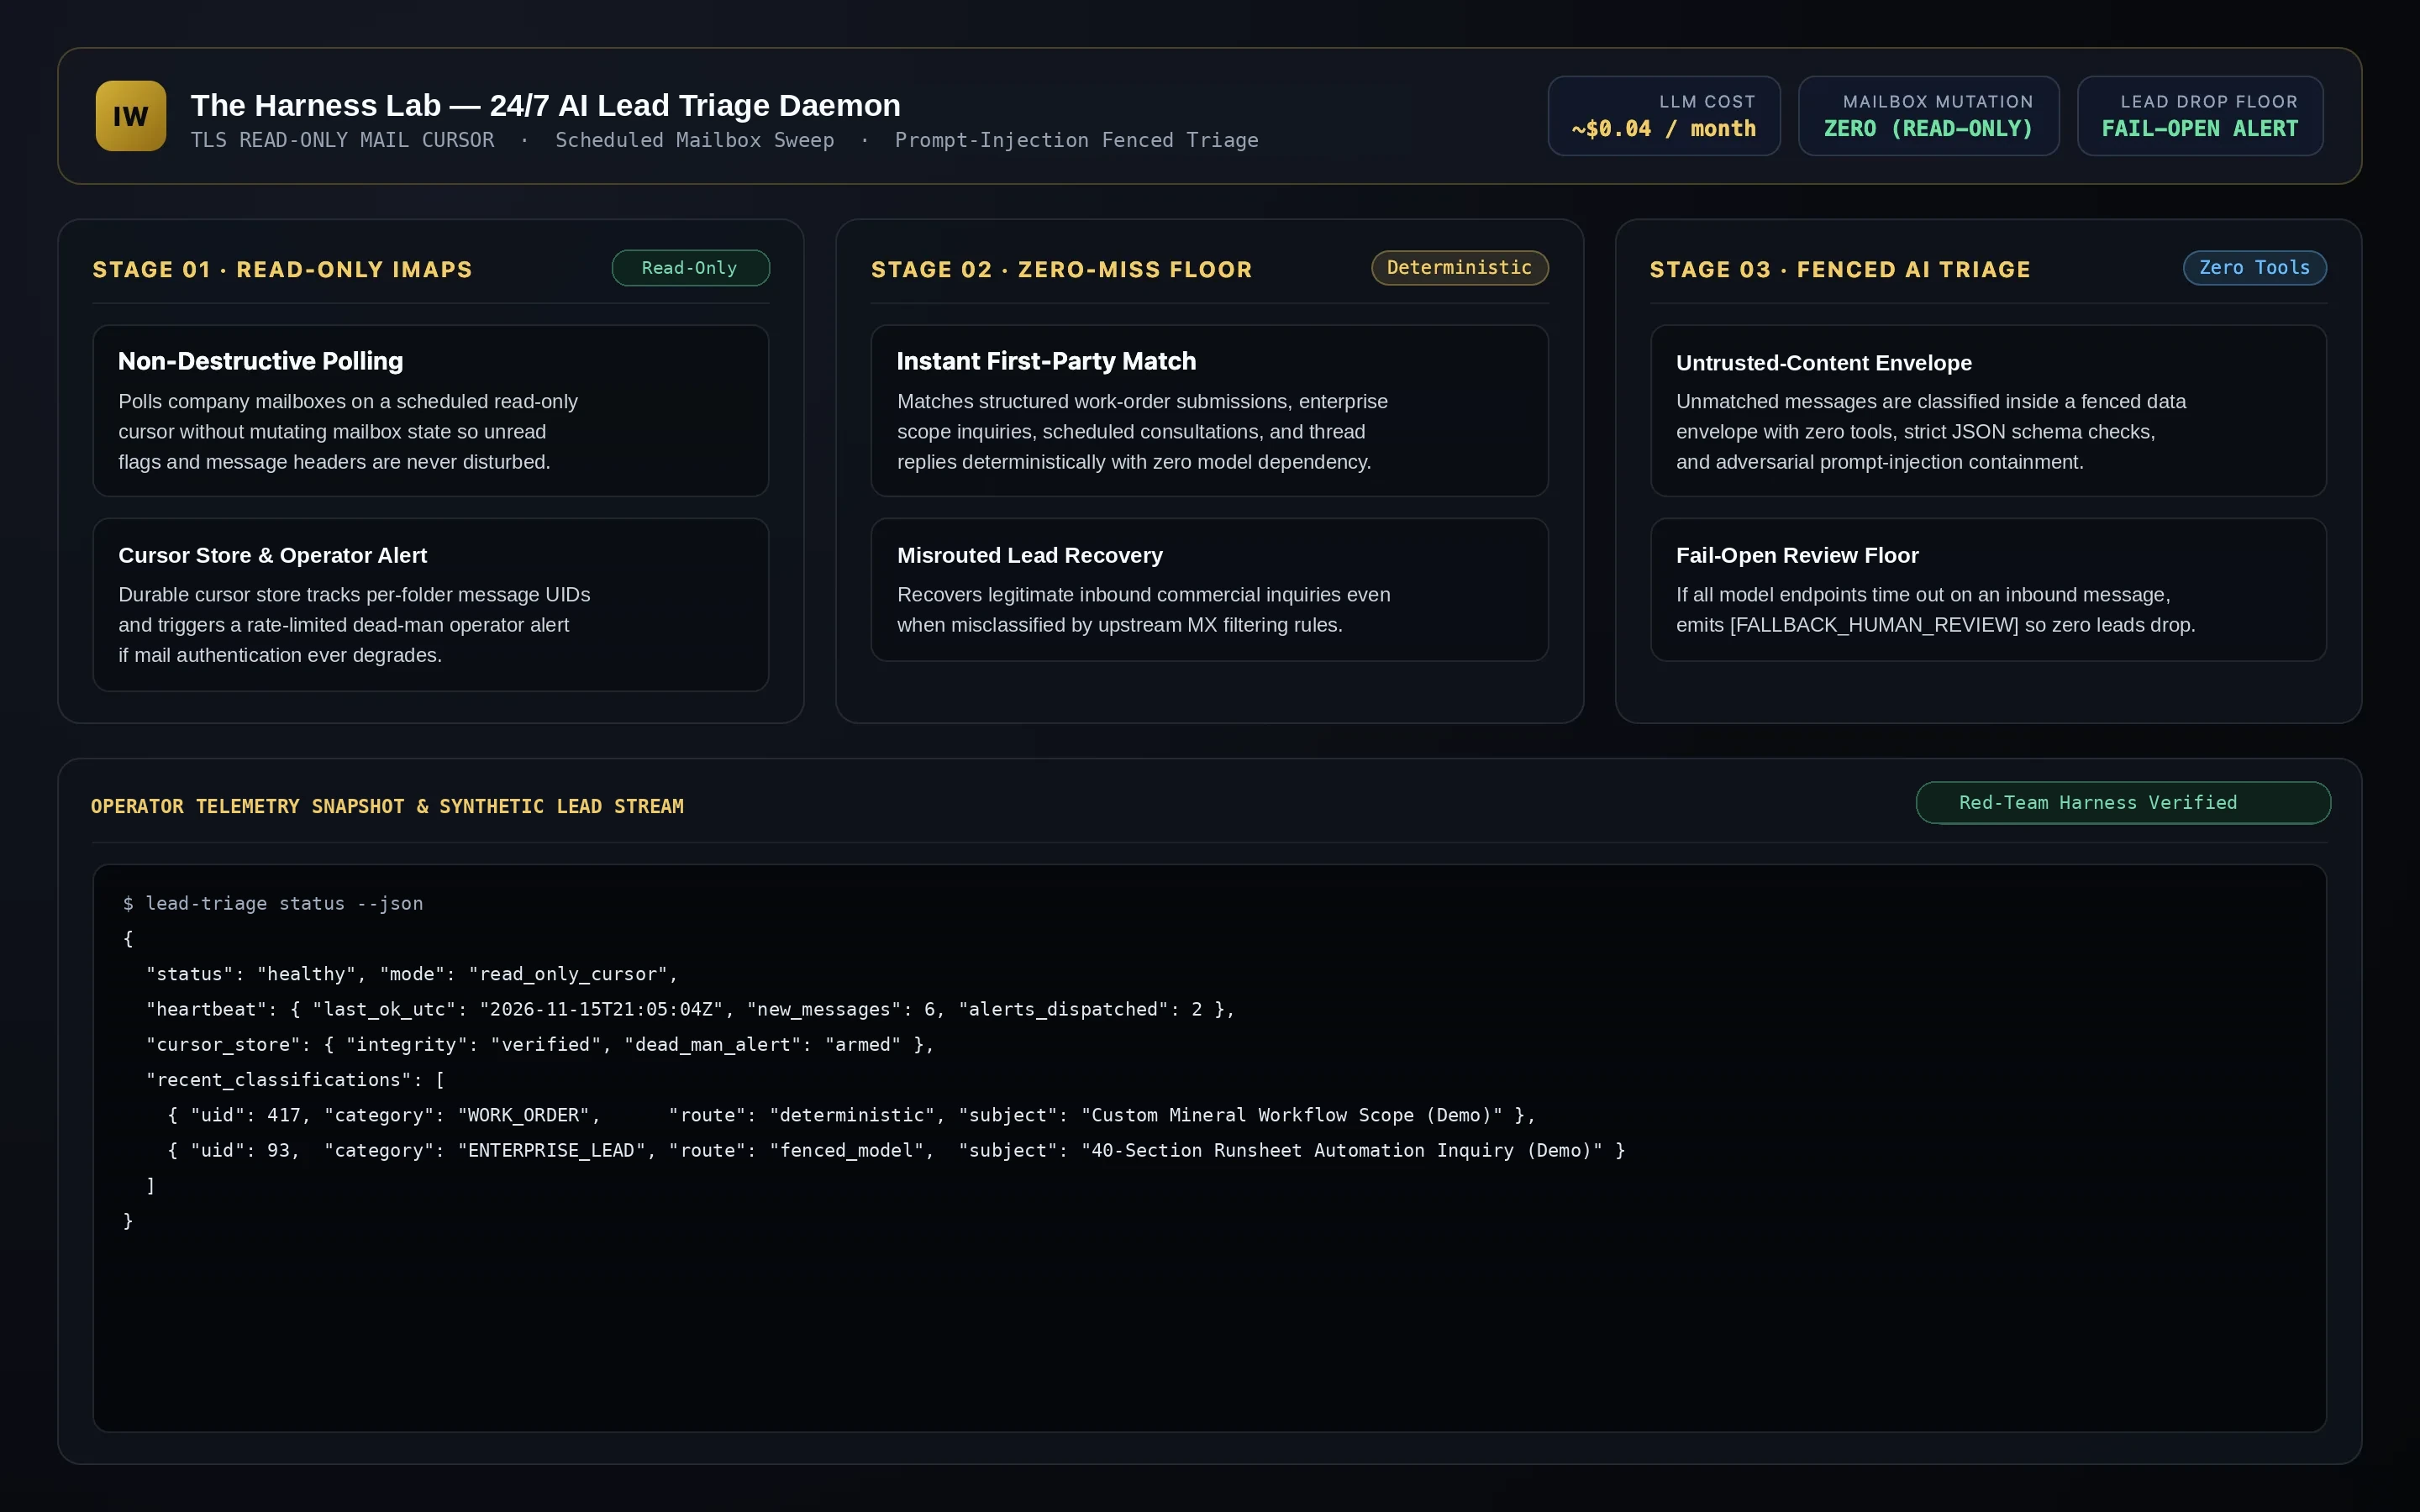 IW
The Harness Lab — 24/7 AI Lead Triage Daemon
TLS READ-ONLY MAIL CURSOR · Scheduled Mailbox Sweep · Prompt-Injection Fenced Triage
LLM COST
~$0.04 / month
MAILBOX MUTATION
ZERO (READ-ONLY)
LEAD DROP FLOOR
FAIL-OPEN ALERT
STAGE 01 · READ-ONLY IMAPS
Read-Only
Non-Destructive Polling
Polls company mailboxes on a scheduled read-only
cursor without mutating mailbox state so unread
flags and message headers are never disturbed.
Cursor Store & Operator Alert
Durable cursor store tracks per-folder message UIDs
and triggers a rate-limited dead-man operator alert
if mail authentication ever degrades.
STAGE 02 · ZERO-MISS FLOOR
Deterministic
Instant First-Party Match
Matches structured work-order submissions, enterprise
scope inquiries, scheduled consultations, and thread
replies deterministically with zero model dependency.
Misrouted Lead Recovery
Recovers legitimate inbound commercial inquiries even
when misclassified by upstream MX filtering rules.
STAGE 03 · FENCED AI TRIAGE
Zero Tools
Untrusted-Content Envelope
Unmatched messages are classified inside a fenced data
envelope with zero tools, strict JSON schema checks,
and adversarial prompt-injection containment.
Fail-Open Review Floor
If all model endpoints time out on an inbound message,
emits [FALLBACK_HUMAN_REVIEW] so zero leads drop.
OPERATOR TELEMETRY SNAPSHOT & SYNTHETIC LEAD STREAM
Red-Team Harness Verified
$ lead-triage status --json
{
  "status": "healthy", "mode": "read_only_cursor",
  "heartbeat": { "last_ok_utc": "2026-11-15T21:05:04Z", "new_messages": 6, "alerts_dispatched": 2 },
  "cursor_store": { "integrity": "verified", "dead_man_alert": "armed" },
  "recent_classifications": [
    { "uid": 417, "category": "WORK_ORDER",      "route": "deterministic", "subject": "Custom Mineral Workflow Scope (Demo)" },
    { "uid": 93,  "category": "ENTERPRISE_LEAD", "route": "fenced_model",  "subject": "40-Section Runsheet Automation Inquiry (Demo)" }
  ]
}